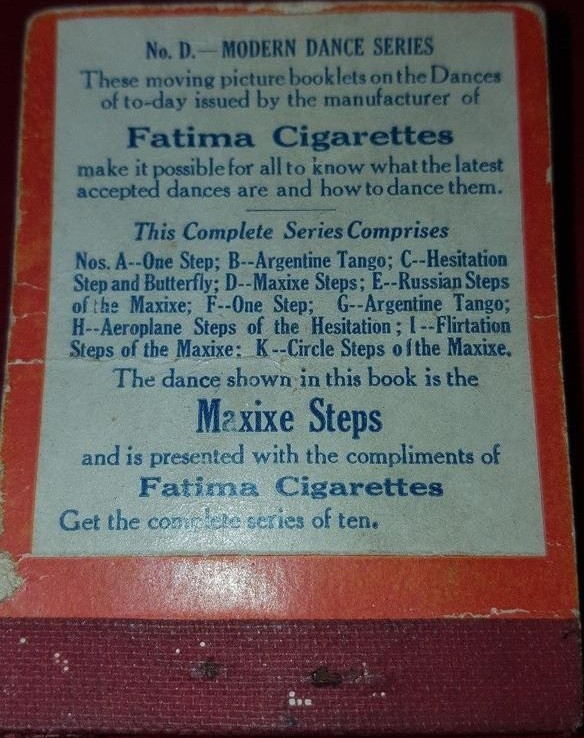 No. D.—MODERN DANCE SERIES
These moving picture booklets on the Dances
of to-day issued by the manufacturer of
Fatima Cigarettes
make it possible for all to know what the latest
accepted dances are and how to dance them.
This Complete Series Comprises
Nos. A--One Step; B--Argentine Tango; C--Hesitation
Step and Butterfly; D--Maxixe Steps; E--Russian Steps
of the Maxixe; F--One Step; G--Argentine Tango;
H--Aeroplane Steps of the Hesitation; I--Flirtation
Steps of the Maxixe; K--Circle Steps of the Maxixe.
The dance shown in this book is the
Maxixe Steps
and is presented with the compliments of
Fatima Cigarettes
Get the complete series of ten.